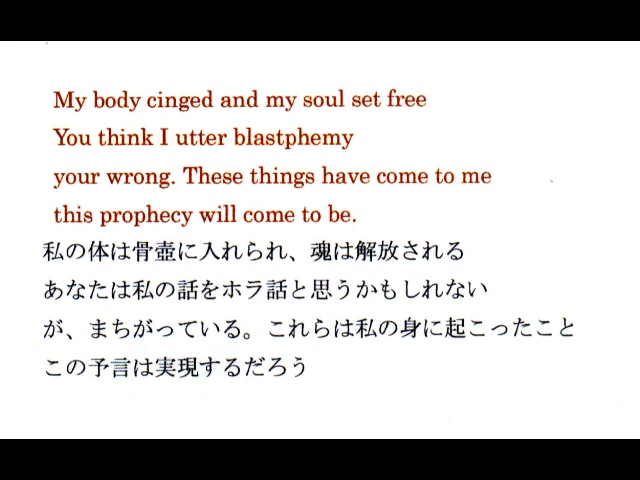 My body cinged and my soul set free
You think I utter blastphemy
your wrong. These things have come to me
this prophecy will come to be.
私の体は骨壺に入れられ、魂は解放される
あなたは私の話をホラ話と思うかもしれない
が、まちがっている。これらは私の身に起こったこと
この予言は実現するだろう